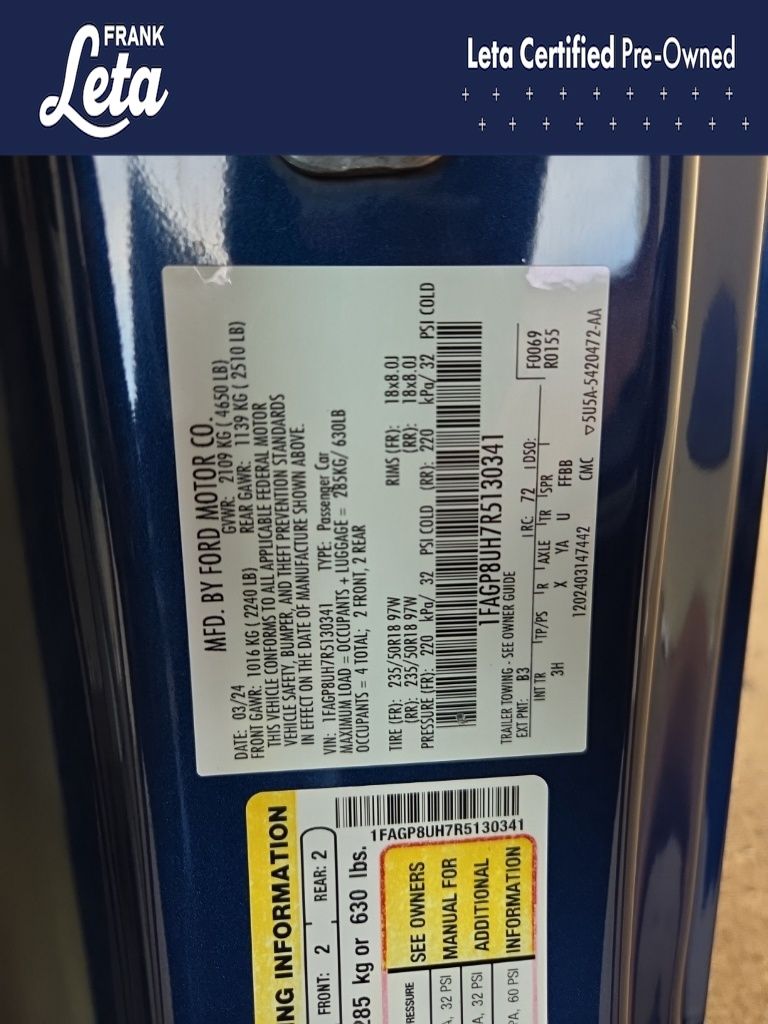 FRANK
Leta
Leta Certified Pre-Owned
MFD. BY FORD MOTOR CO.
DATE: 03/24 GVWR: 2109 KG ( 4650 LB)
FRONT GAWR: 1016 KG ( 2240 LB) REAR GAWR: 1139 KG ( 2510 LB)
THIS VEHICLE CONFORMS TO ALL APPLICABLE FEDERAL MOTOR
VEHICLE SAFETY, BUMPER, AND THEFT PREVENTION STANDARDS
IN EFFECT ON THE DATE OF MANUFACTURE SHOWN ABOVE.
VIN: 1FAGP8UH7R5130341 TYPE: Passenger Car
MAXIMUM LOAD = OCCUPANTS + LUGGAGE = 285KG/ 630LB
OCCUPANTS = 4 TOTAL; 2 FRONT, 2 REAR
TIRE (FR): 235/50R18 97W RIMS (FR): 18x8.0J
(RR): 235/50R18 97W (RR): 18x8.0J
PRESSURE (FR): 220 kPa/ 32 PSI COLD (RR): 220 kPa/ 32 PSI COLD
1FAGP8UH7R5130341
TRAILER TOWING - SEE OWNER GUIDE
EXT PNT: B3 RC: 72 DSO: F0069
R0155
INT TR TP/PS R AXLE TR SPR
3H X YA U FFBB
1202403147442 CMC ▽5U5A-5420472-AA
NG INFORMATION
FRONT: 2 REAR: 2
285 kg or 630 lbs.
1FAGP8UH7R5130341
RESSURE
, 32 PSI
A, 32 PSI
PA, 60 PSI
SEE OWNERS
MANUAL FOR
ADDITIONAL
INFORMATION